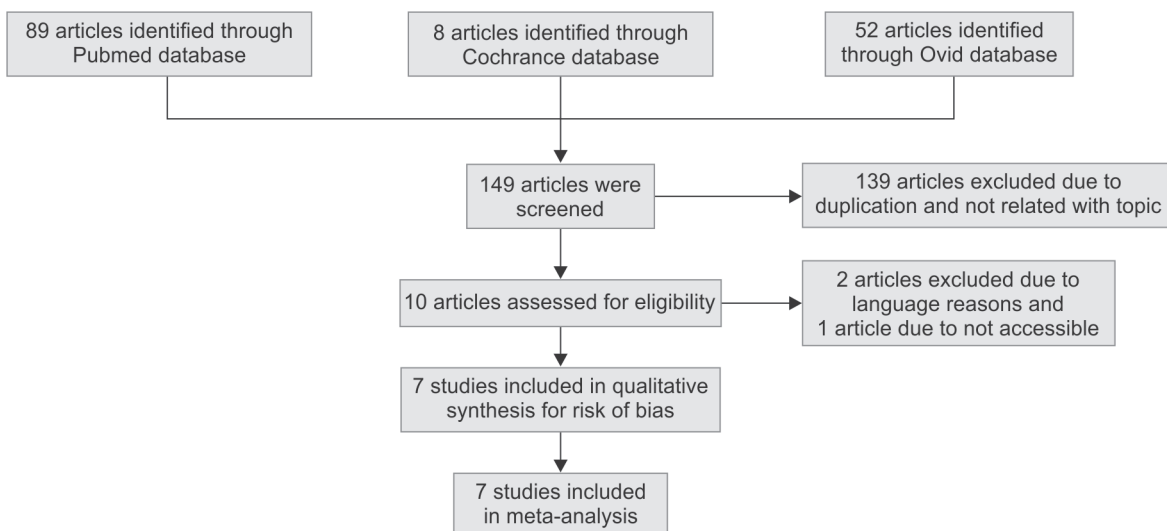 89 articles identified through
Pubmed database
8 articles identified through
Cochrance database
52 articles identified
through Ovid database
149 articles were
screened
139 articles excluded due to
duplication and not related with topic
10 articles assessed for eligibility
2 articles excluded due to
language reasons and
1 article due to not accessible
7 studies included in qualitative
synthesis for risk of bias
7 studies included
in meta-analysis